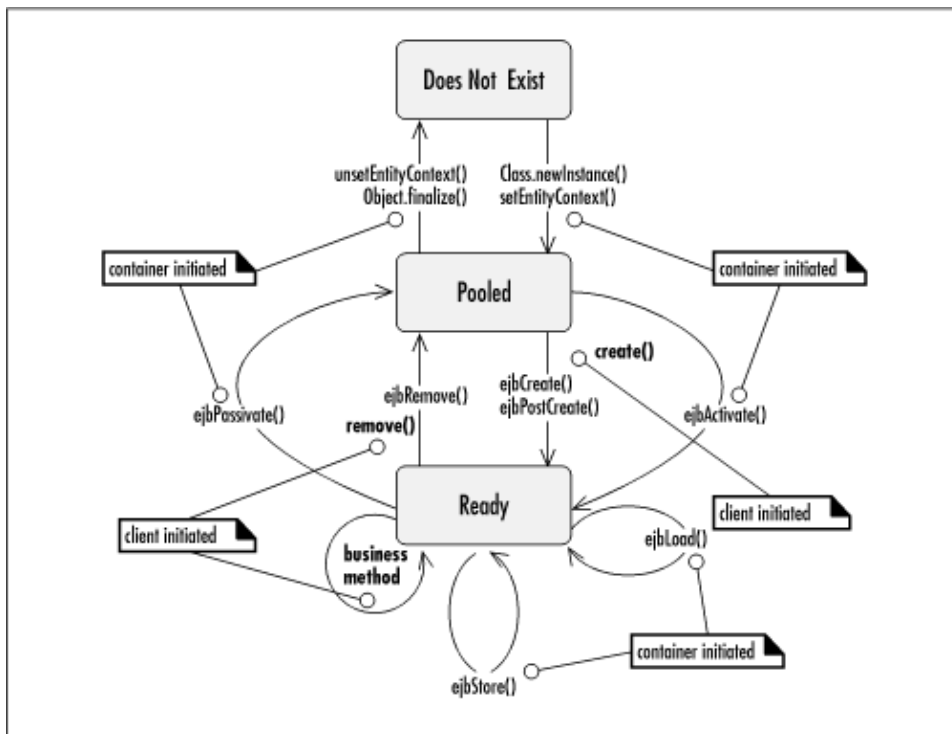 Does Not Exist
unsetEntityContext()
Object.finalize()
Class.newInstance()
setEntityContext()
container initiated
container initiated
Pooled
create()
ejbRemove()
ejbCreate()
ejbPostCreate()
ejbPassivate()
ejbActivate()
remove()
Ready
client initiated
client initiated
business
method
ejbLoad()
container initiated
ejbStore()